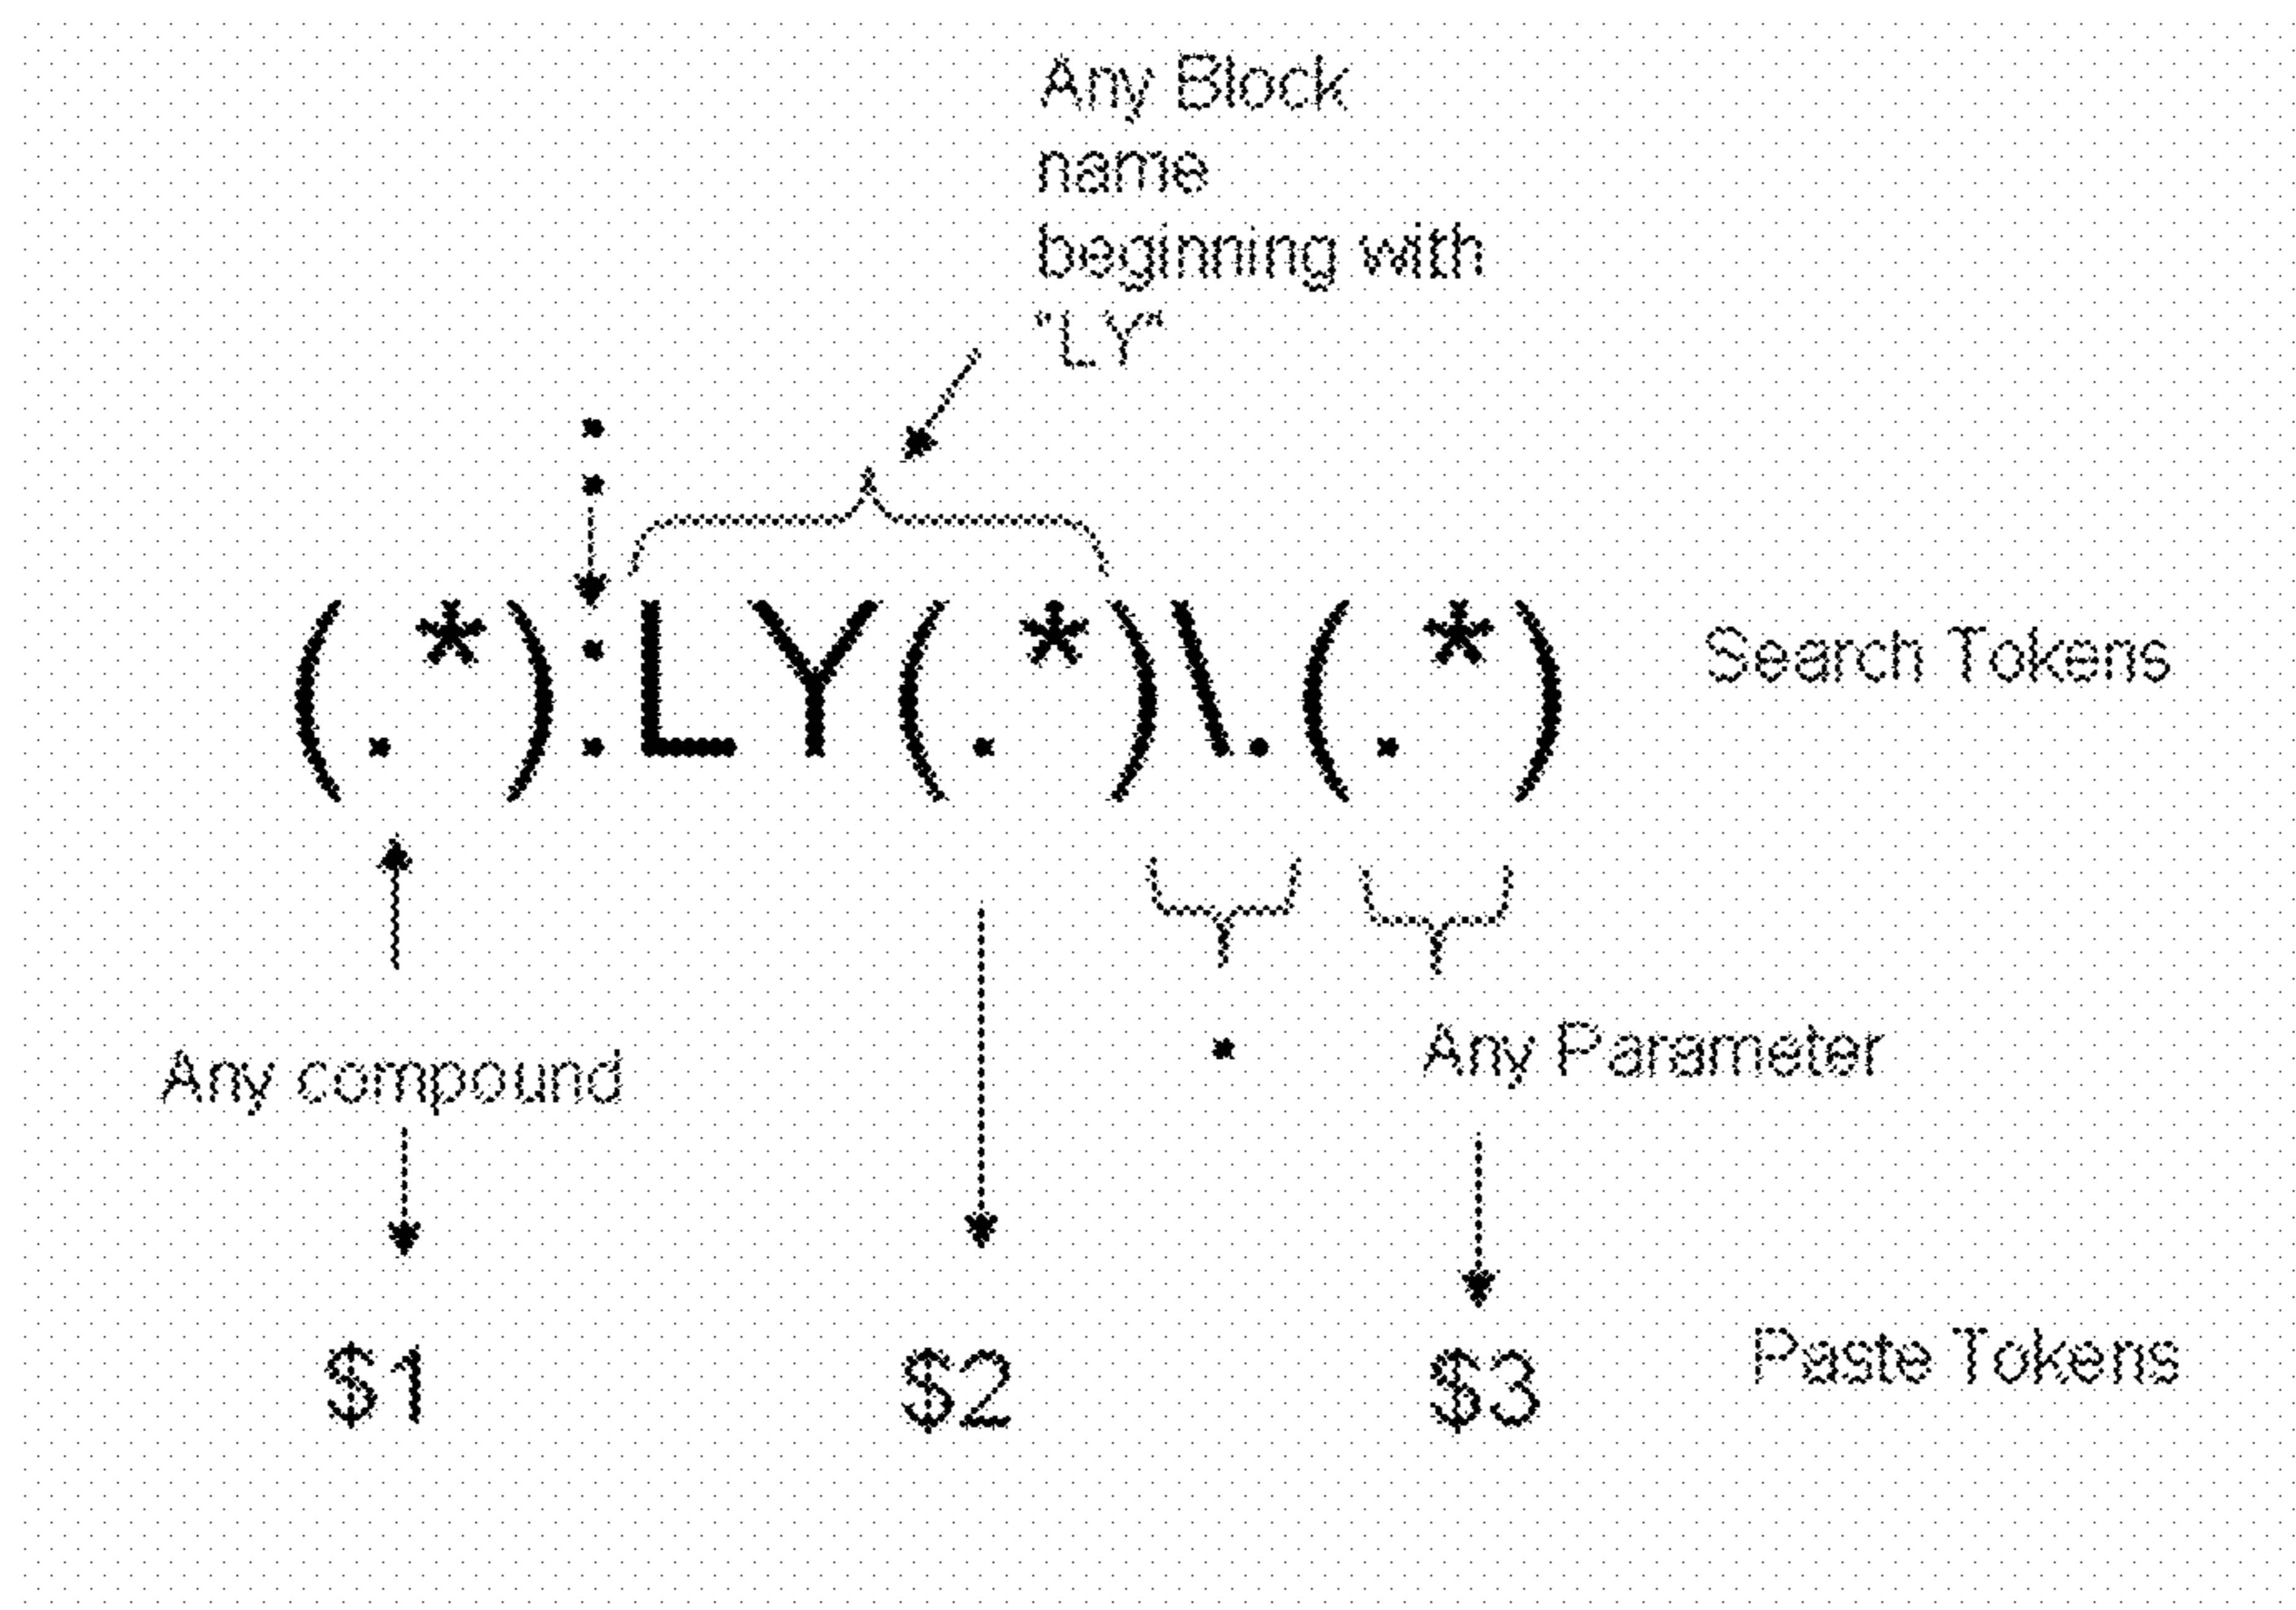 Any Block
name
beginning with
"LY"
:
(.*):LY(.*)\.(.*)
Search Tokens
.
Any Parameter
Any compound
$1
$2
$3
Paste Tokens